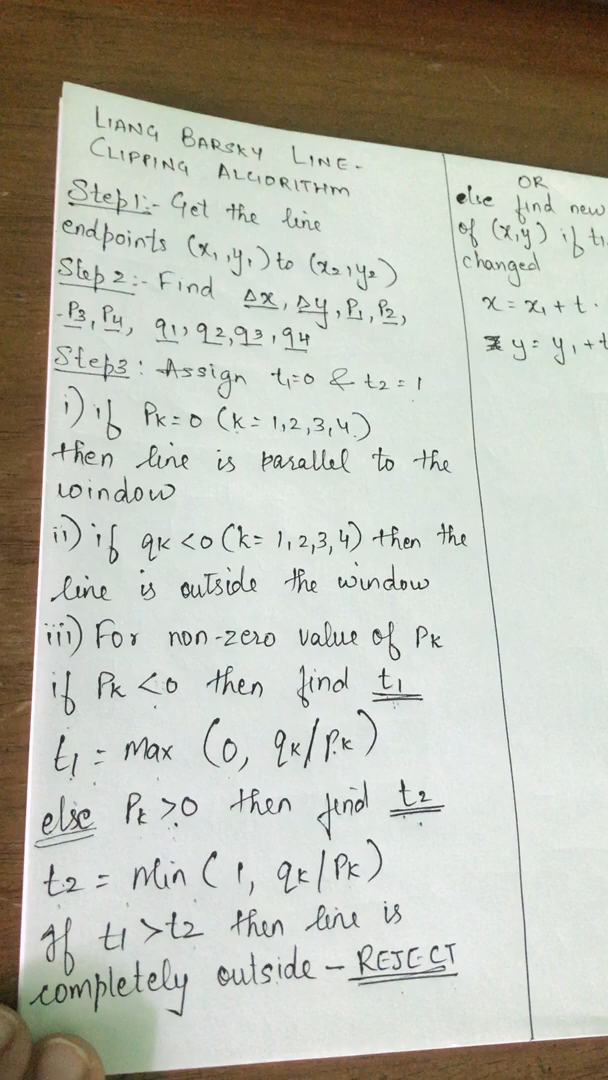 LIANG BARSKY LINE-
CLIPPING ALGIORITHM
Step1:- Get the line
endpoints (x1,y1) to (x2,y2)
Step 2:- Find Δx, Δy, P1, P2,
P3, P4, q1, q2, q3, q4
Step3: Assign t1=0 & t2=1
i) if PK=0 (K=1,2,3,4)
then line is parallel to the
window
ii) if qK<0 (K=1,2,3,4) then the
line is outside the window
iii) For non-zero value of PK
if PK<0 then find t1
t1 = max (0, qK/PK)
else PK>0 then find t2
t2 = min (1, qK/PK)
If t1>t2 then line is
completely outside - REJECT
OR
else find new
of (x,y) if t1
changed
x = x1 + t.
y = y1 + t